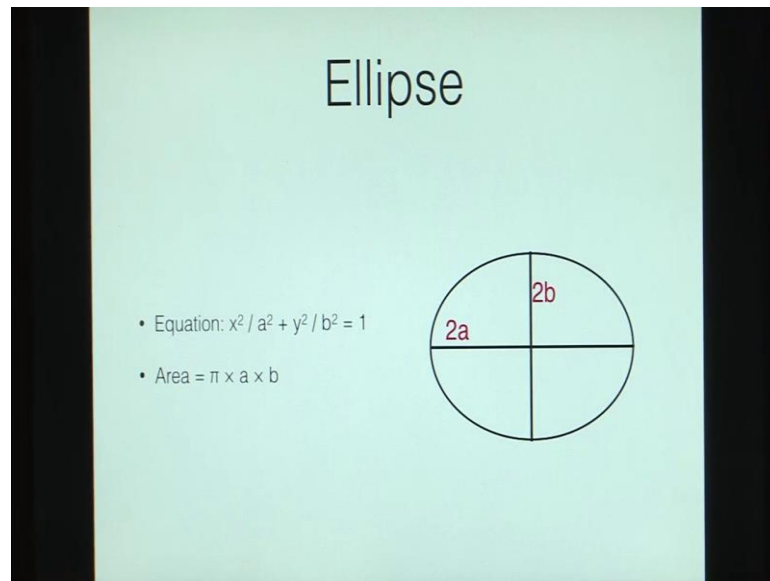 Ellipse
• Equation: x² / a² + y² / b² = 1
• Area = π x a x b
2b
2a